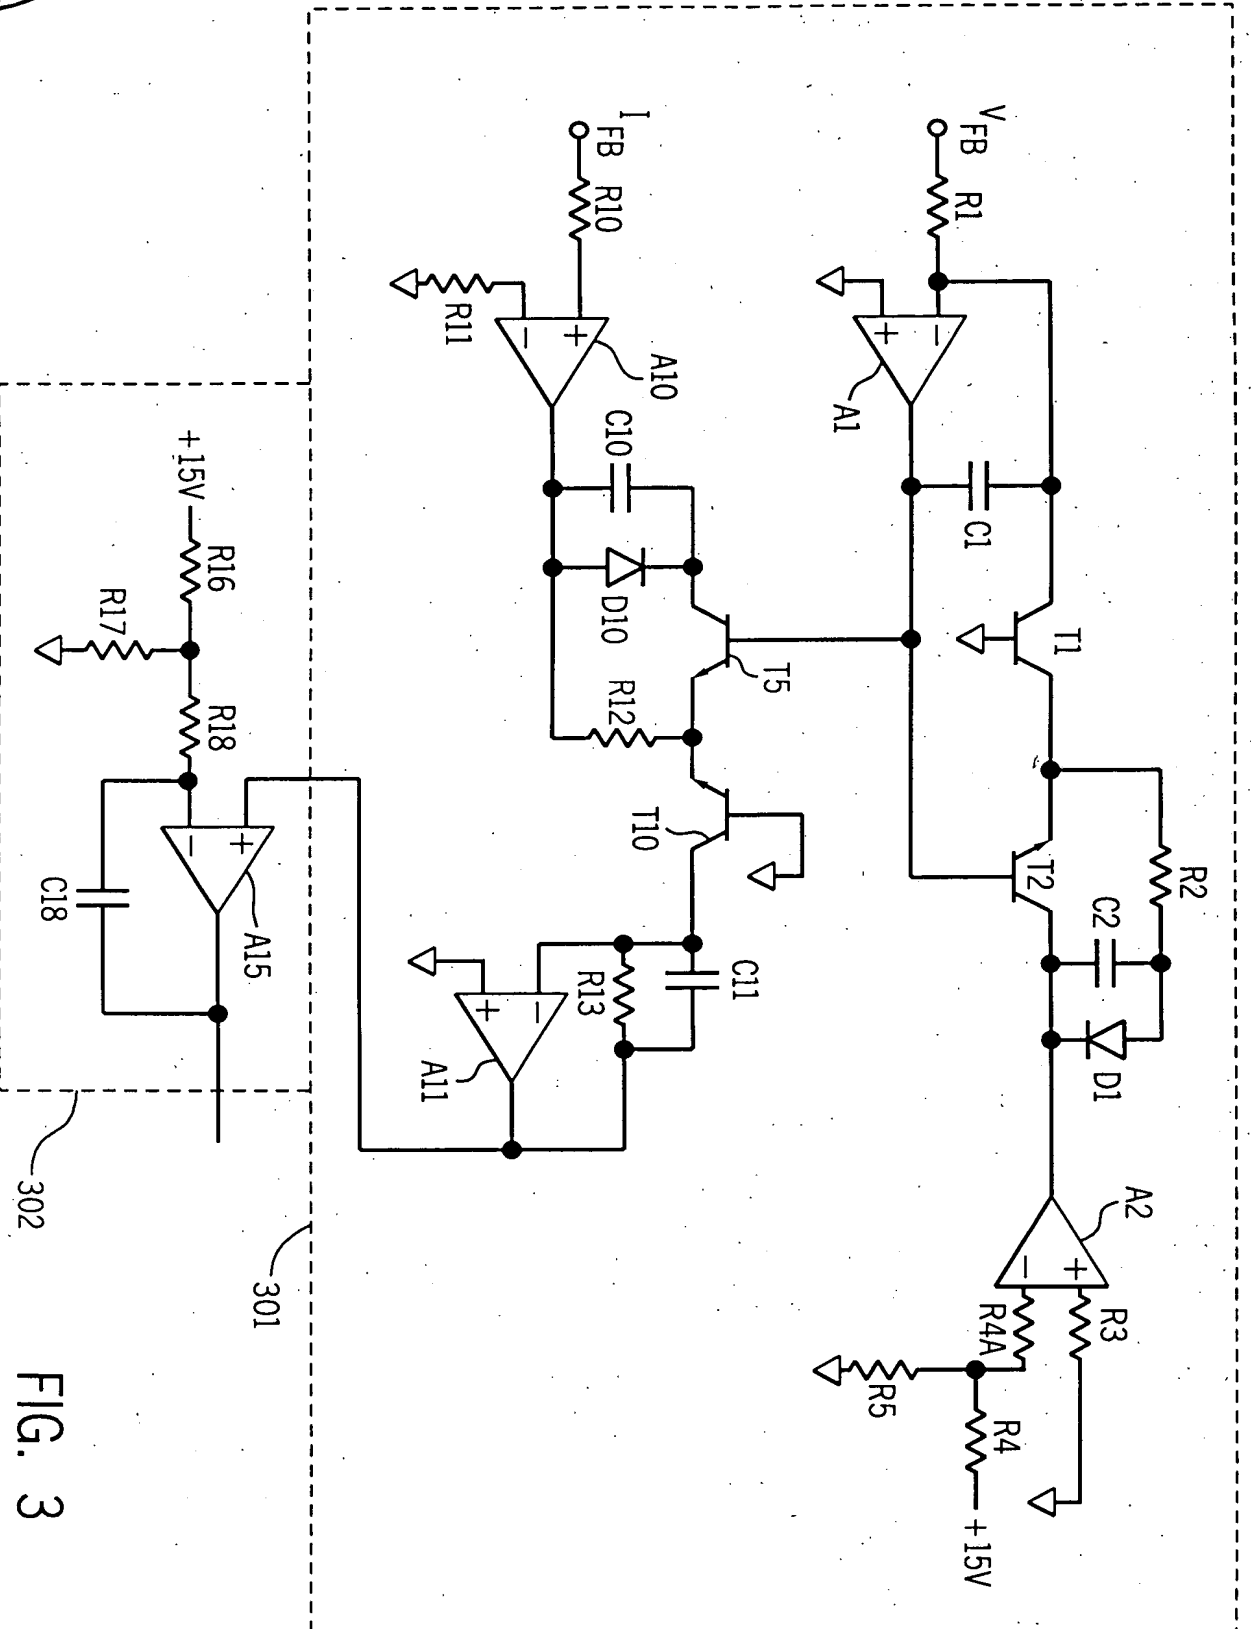 V
FB
R1
A1
C1
T1
R2
T2
C2
D1
A2
R3
R4A
R5
R4
+15V
I
FB
R10
R11
A10
C10
D10
T5
R12
T10
C11
R13
A11
+15V
R16
R17
R18
C18
A15
302
301
FIG. 3